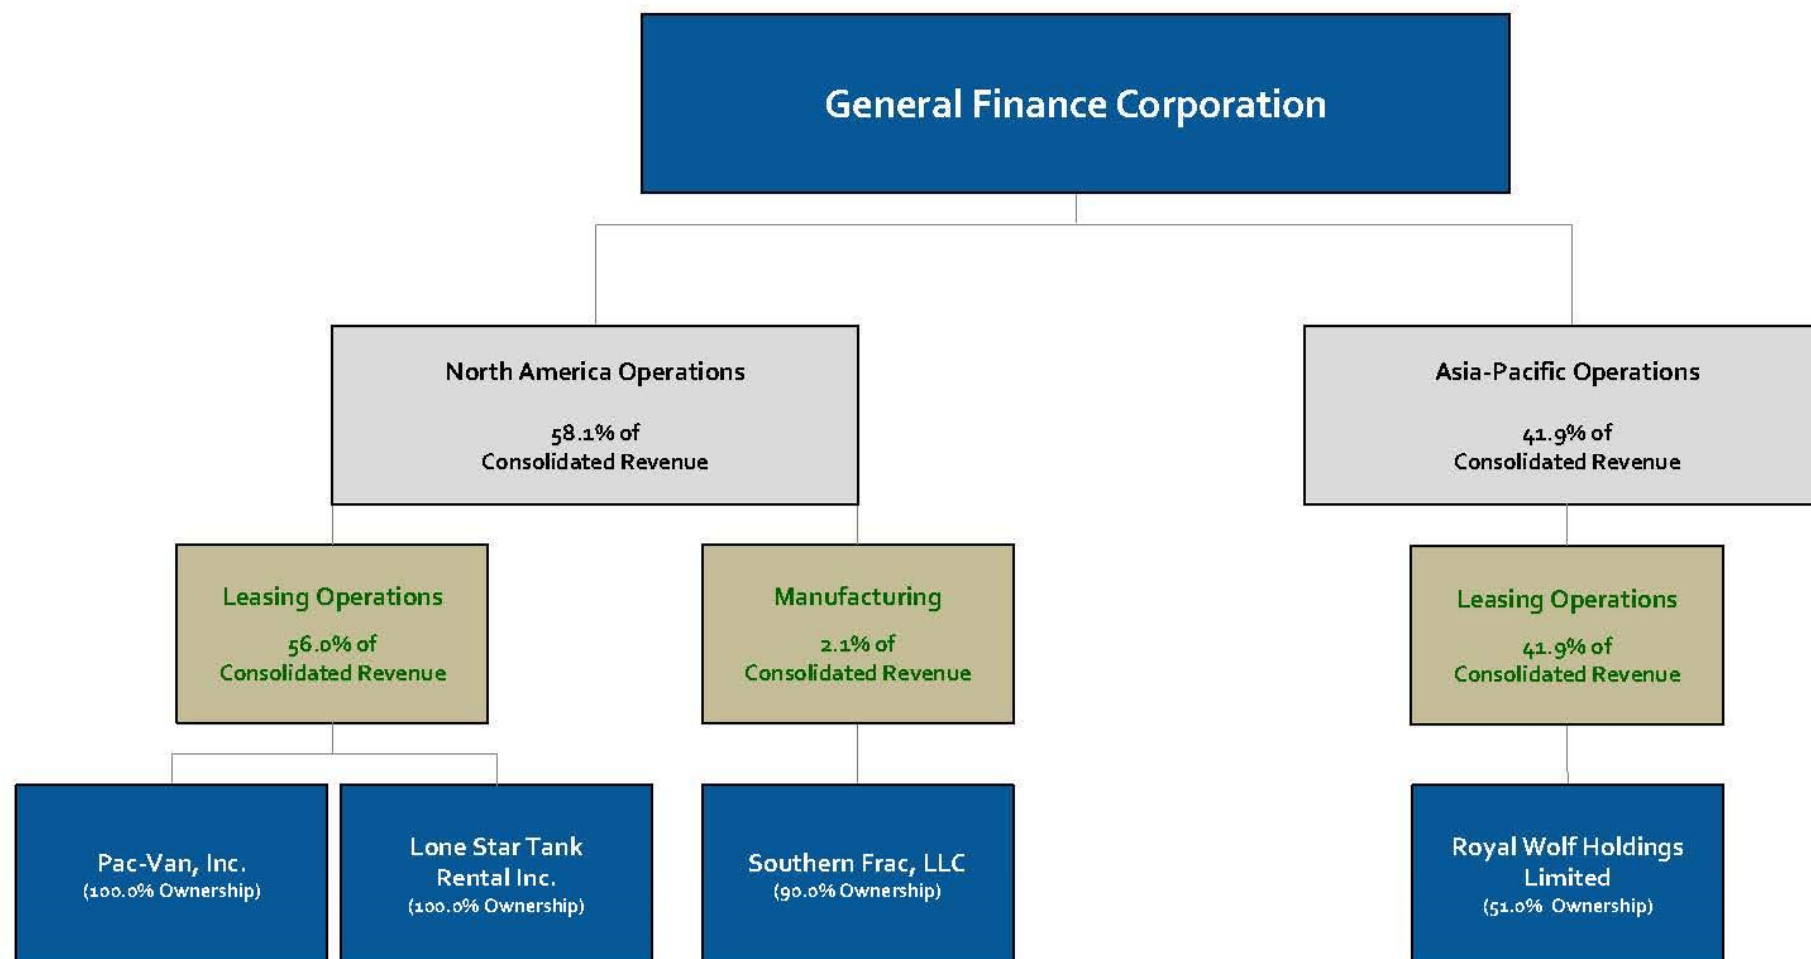 General Finance Corporation
North America Operations
58.1% of
Consolidated Revenue
Asia-Pacific Operations
41.9% of
Consolidated Revenue
Leasing Operations
56.0% of
Consolidated Revenue
Manufacturing
2.1% of
Consolidated Revenue
Leasing Operations
41.9% of
Consolidated Revenue
Pac-Van, Inc.
(100.0% Ownership)
Lone Star Tank
Rental Inc.
(100.0% Ownership)
Southern Frac, LLC
(90.0% Ownership)
Royal Wolf Holdings
Limited
(51.0% Ownership)